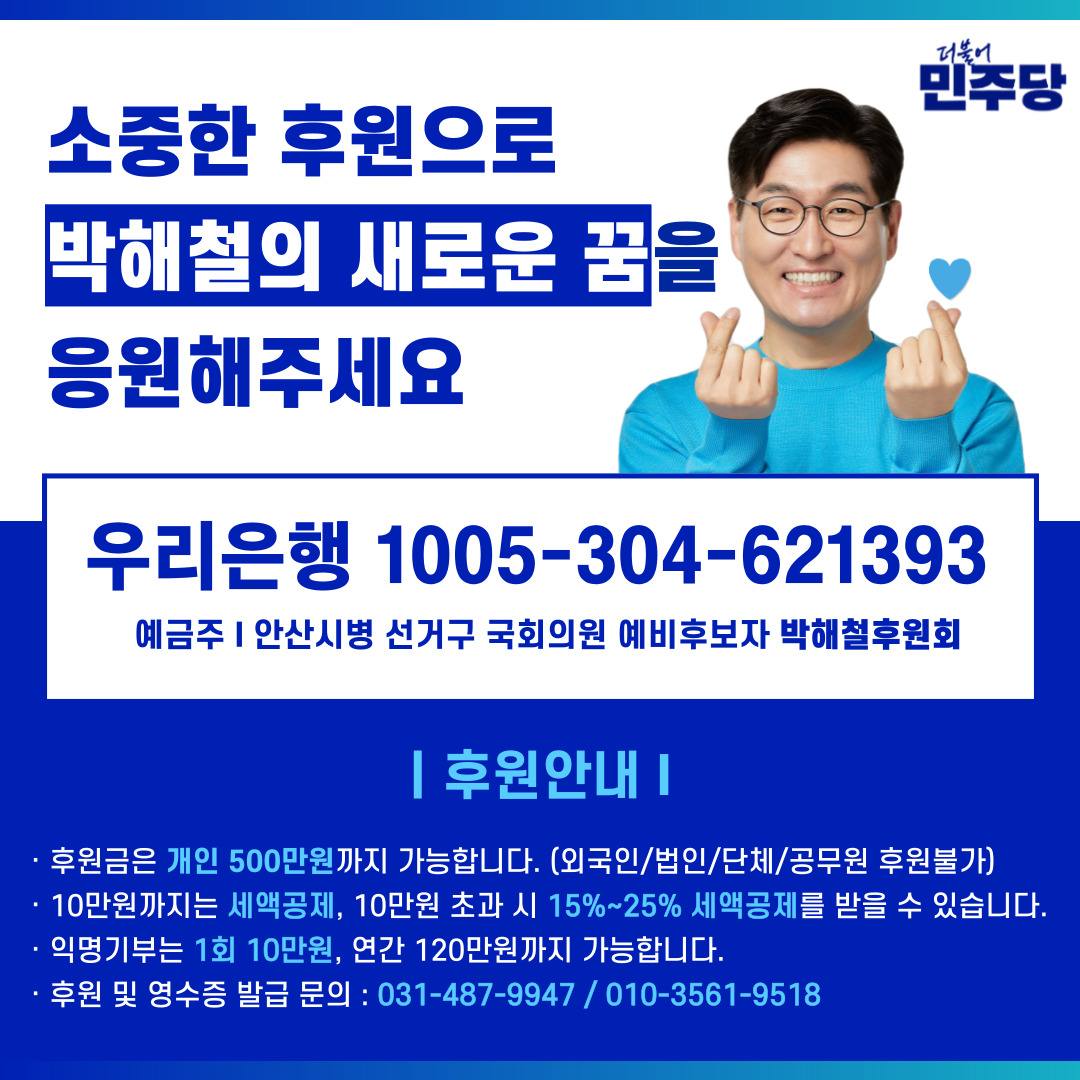 더불어
민주당
소중한 후원으로
박해철의 새로운 꿈을
응원해주세요
우리은행 1005-304-621393
예금주 I 안산시병 선거구 국회의원 예비후보자 박해철후원회
| 후원안내 |
· 후원금은 개인 500만원까지 가능합니다. (외국인/법인/단체/공무원 후원불가)
· 10만원까지는 세액공제, 10만원 초과 시 15%~25% 세액공제를 받을 수 있습니다.
· 익명기부는 1회 10만원, 연간 120만원까지 가능합니다.
· 후원 및 영수증 발급 문의 : 031-487-9947 / 010-3561-9518